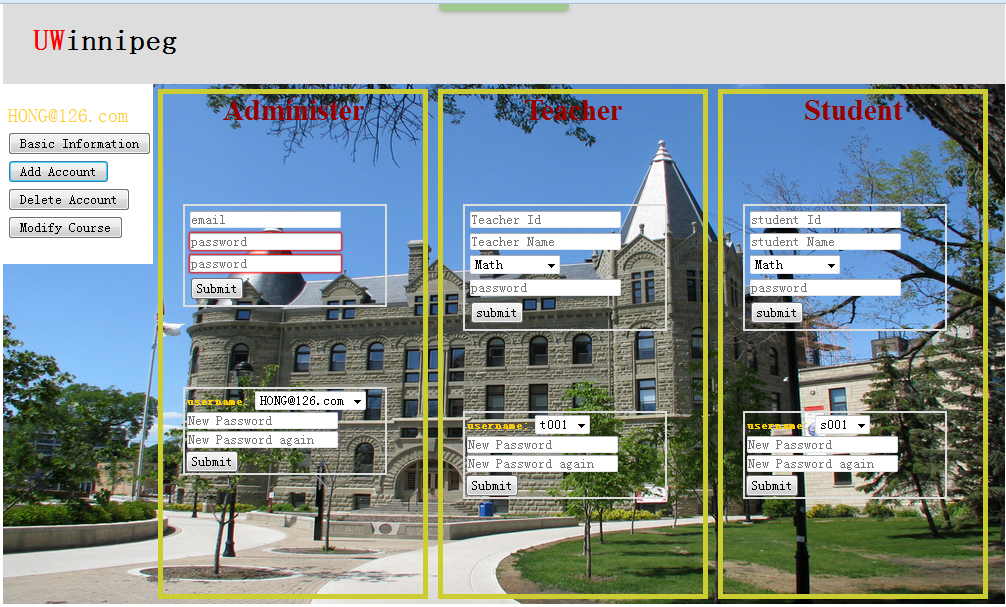 UWinnipeg
HONG@126.com
Basic Information
Add Account
Delete Account
Modify Course
Administer
email
password
password
Submit
username:
HONG@126.com
New Password
New Password again
Submit
Teacher
Teacher Id
Teacher Name
Math
password
submit
username:
t001
New Password
New Password again
Submit
Student
student Id
student Name
Math
password
submit
username:
s001
New Password
New Password again
Submit